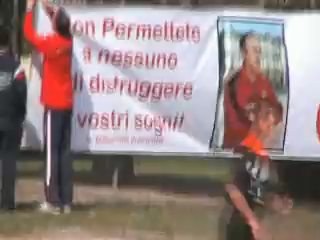 on Permettete
a nessuno
di distruggere
vostri sogni!